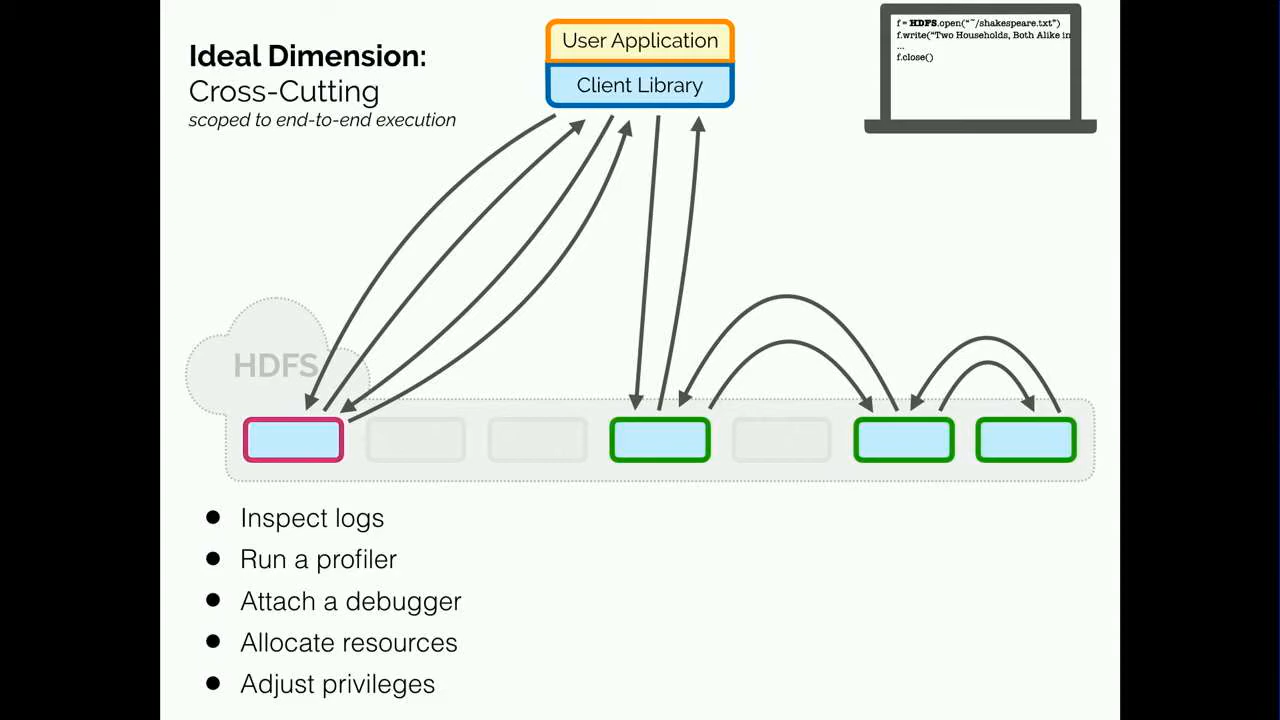 Ideal Dimension:
Cross-Cutting
scoped to end-to-end execution
User Application
Client Library
f = HDFS.open("~/shakespeare.txt")
f.write("Two Households, Both Alike in
...
f.close()
HDFS
● Inspect logs
● Run a profiler
● Attach a debugger
● Allocate resources
● Adjust privileges